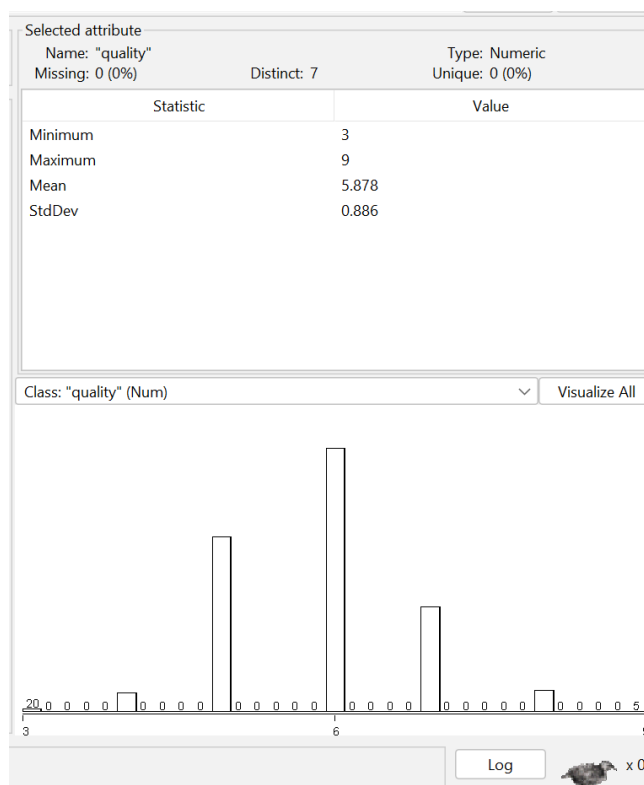 Selected attribute
Name: "quality" Type: Numeric
Missing: 0 (0%) Distinct: 7 Unique: 0 (0%)
Statistic Value
Minimum 3
Maximum 9
Mean 5.878
StdDev 0.886
Class: "quality" (Num) Visualize All
20 0 0 0 0 0 0 0 0 0 0 0 0 0 0 0 0 0 0 0 0 0 0 0 0 0 0 5
3 6
Log x 0